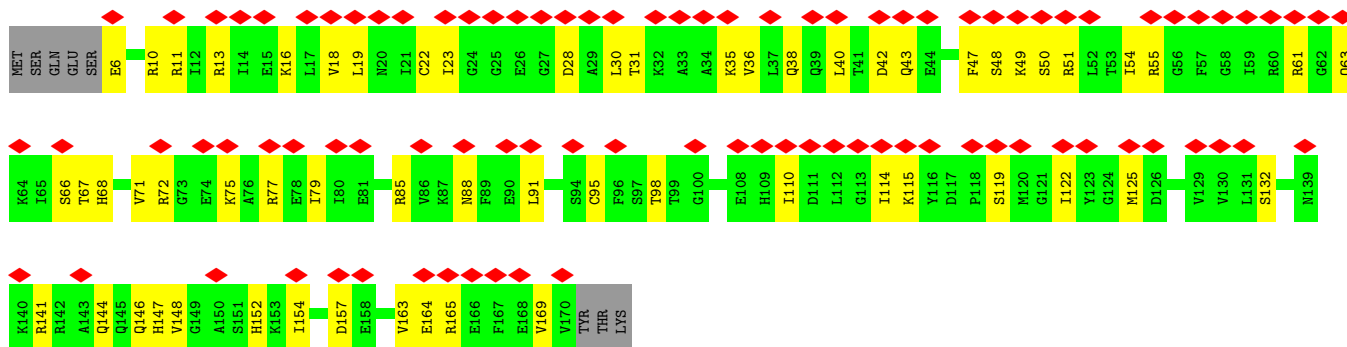 MET SER GLN GLU SER E6 R10 R11 I12 R13 I14 E15 K16 L17 V18 L19 N20 I21 C22 I23 G24 G25 E26 G27 D28 A29 L30 T31 K32 A33 A34 K35 V36 L37 Q38 Q39 L40 T41 D42 Q43 E44 F47 S48 K49 S50 R51 L52 T53 I54 R55 G56 F57 G58 I59 R60 R61 G62 Q63
K64 I65 S66 T67 H68 V71 R72 G73 E74 K75 A76 R77 E78 I79 I80 E81 R85 V86 K87 N88 F89 E90 L91 S94 C95 F96 S97 T98 T99 G100 E108 H109 I110 D111 L112 G113 I114 K115 Y116 D117 P118 S119 M120 G121 I122 Y123 G124 M125 D126 V129 V130 L131 S132 N139
K140 R141 R142 A143 Q144 Q145 Q146 H147 V148 G149 A150 S151 H152 K153 I154 D157 E158 V163 E164 R165 E166 F167 E168 V169 V170 TYR THR LYS